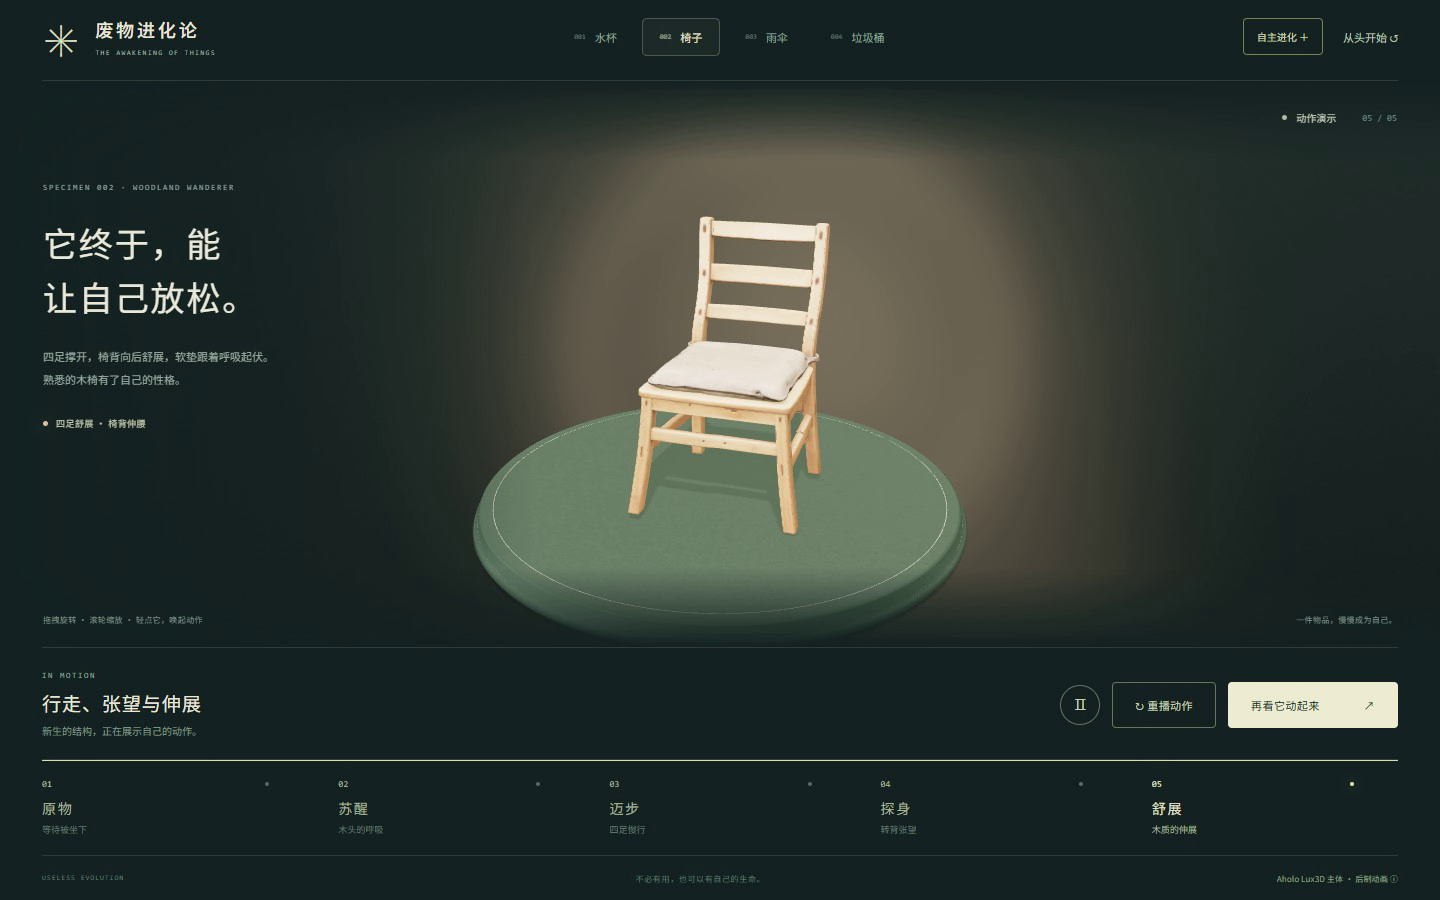 废物进化论
THE AWAKENING OF THINGS
001 水杯
002 椅子
003 雨伞
004 垃圾桶
自主进化 +
从头开始 ↺
动作演示
05 / 05
SPECIMEN 002 · WOODLAND WANDERER
它终于，能
让自己放松。
四足撑开，椅背向后舒展，软垫跟着呼吸起伏。
熟悉的木椅有了自己的性格。
四足舒展 · 椅背伸腰
拖拽旋转 · 滚轮缩放 · 轻点它，唤起动作
一件物品，慢慢成为自己。
IN MOTION
行走、张望与伸展
新生的结构，正在展示自己的动作。
↻ 重播动作
再看它动起来 ↗
01
原物
等待被坐下
02
苏醒
木头的呼吸
03
迈步
四足慢行
04
探身
转背张望
05
舒展
木质的伸展
USELESS EVOLUTION
不必有用，也可以有自己的生命。
Aholo Lux3D 主体 · 后制动画 ⓘ